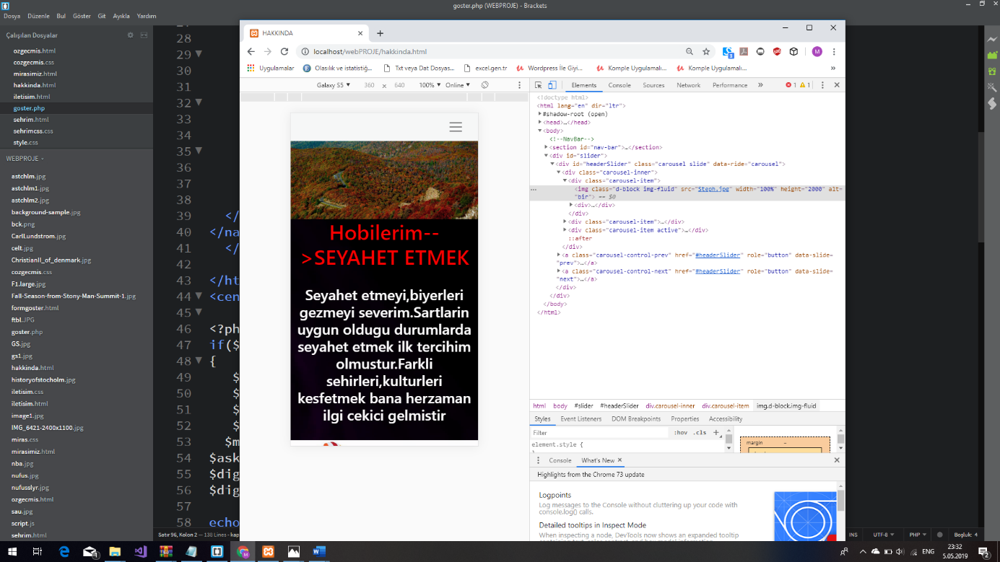 goster.php (WEBPROJE) - Brackets
Dosya Düzenle Bul Göster Git Ayıkla Yardım
Çalışılan Dosyalar
ozgecmis.html
cozgecmis.css
mirasimiz.html
hakkinda.html
iletisim.html
goster.php
sehrim.html
sehrimcss.css
style.css
WEBPROJE
astchlm.jpg
astchlm1.jpg
astchlm2.jpg
background-sample.jpg
bck.png
CarlLundstrom.jpg
celt.jpg
ChristianII_of_denmark.jpg
cozgecmis.css
F1.large.jpg
Fall-Season-from-Stony-Man-Summit-1.jpg
formgoster.html
ftbl.JPG
goster.php
GS.jpg
gs1.jpg
hakkinda.html
historyofstocholm.jpg
iletisim.css
iletisim.html
image1.jpg
IMG_6421-2400x1100.jpg
miras.css
mirasimiz.html
nba.jpg
nufus.jpg
nufusslyr.jpg
ozgecmis.html
sau.jpg
script.js
sehrim.html
28
29
30
31
32
33
34
35
36
37
38
39 </
40 </na
41 </
42
43 </ht
44 <cen
45
46 <?ph
47 if($
48 {
49 $
50 $
51 $
52 $
53 $m
54 $ask
55 $dig
56 $dig
57
58 echo
Satır 96, Kolon 2 — 138 Lines - kap
INS UTF-8 PHP Boşluk: 4
HAKKINDA
localhost/webPROJE/hakkinda.html
3
M
Uygulamalar Olasılık ve istatistiğ... Txt veya Dat Dosyas... excel.gen.tr Wordpress İle Giyi... Komple Uygulamalı... Komple Uygulamalı... »
Galaxy S5 360 x 640 100% Online
Hobilerim--
>SEYAHET ETMEK
Seyahet etmeyi,biyerleri
gezmeyi severim.Sartlarin
uygun oldugu durumlarda
seyahet etmek ilk tercihim
olmustur.Farkli
sehirleri,kulturleri
kesfetmek bana herzaman
ilgi cekici gelmistir
Elements Console Sources Network Performance » 1 1
<!doctype html>
<html lang="en" dir="ltr">
#shadow-root (open)
<head>…</head>
<body>
<!--NavBar-->
<section id="nav-bar">…</section>
<div id="slider">
<div id="headerSlider" class="carousel slide" data-ride="carousel">
<div class="carousel-inner">
<div class="carousel-item">
<img class="d-block img-fluid" src="Steph.jpg" width="100%" height="2000" alt=
"bir"> == $0
<div>…</div>
</div>
<div class="carousel-item">…</div>
<div class="carousel-item active">…</div>
::after
</div>
<a class="carousel-control-prev" href="#headerSlider" role="button" data-slide=
"prev">…</a>
<a class="carousel-control-next" href="#headerSlider" role="button" data-slide=
"next">…</a>
</div>
</div>
</body>
</html>
html body #slider #headerSlider div.carousel-inner div.carousel-item img.d-block.img-fluid
Styles Event Listeners DOM Breakpoints Properties Accessibility
Filter :hov .cls +
element.style {
margin –
Console What's New
Highlights from the Chrome 73 update
Logpoints
Log messages to the Console without cluttering up your code with
console.log() calls.
Detailed tooltips in Inspect Mode
When inspecting a node, DevTools now shows an expanded tooltip
ENG
23:32
5.05.2019
2